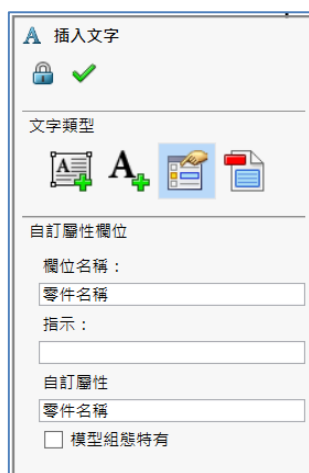 插入文字
文字類型
自訂屬性欄位
欄位名稱：
零件名稱
指示：
自訂屬性
零件名稱
模型組態特有